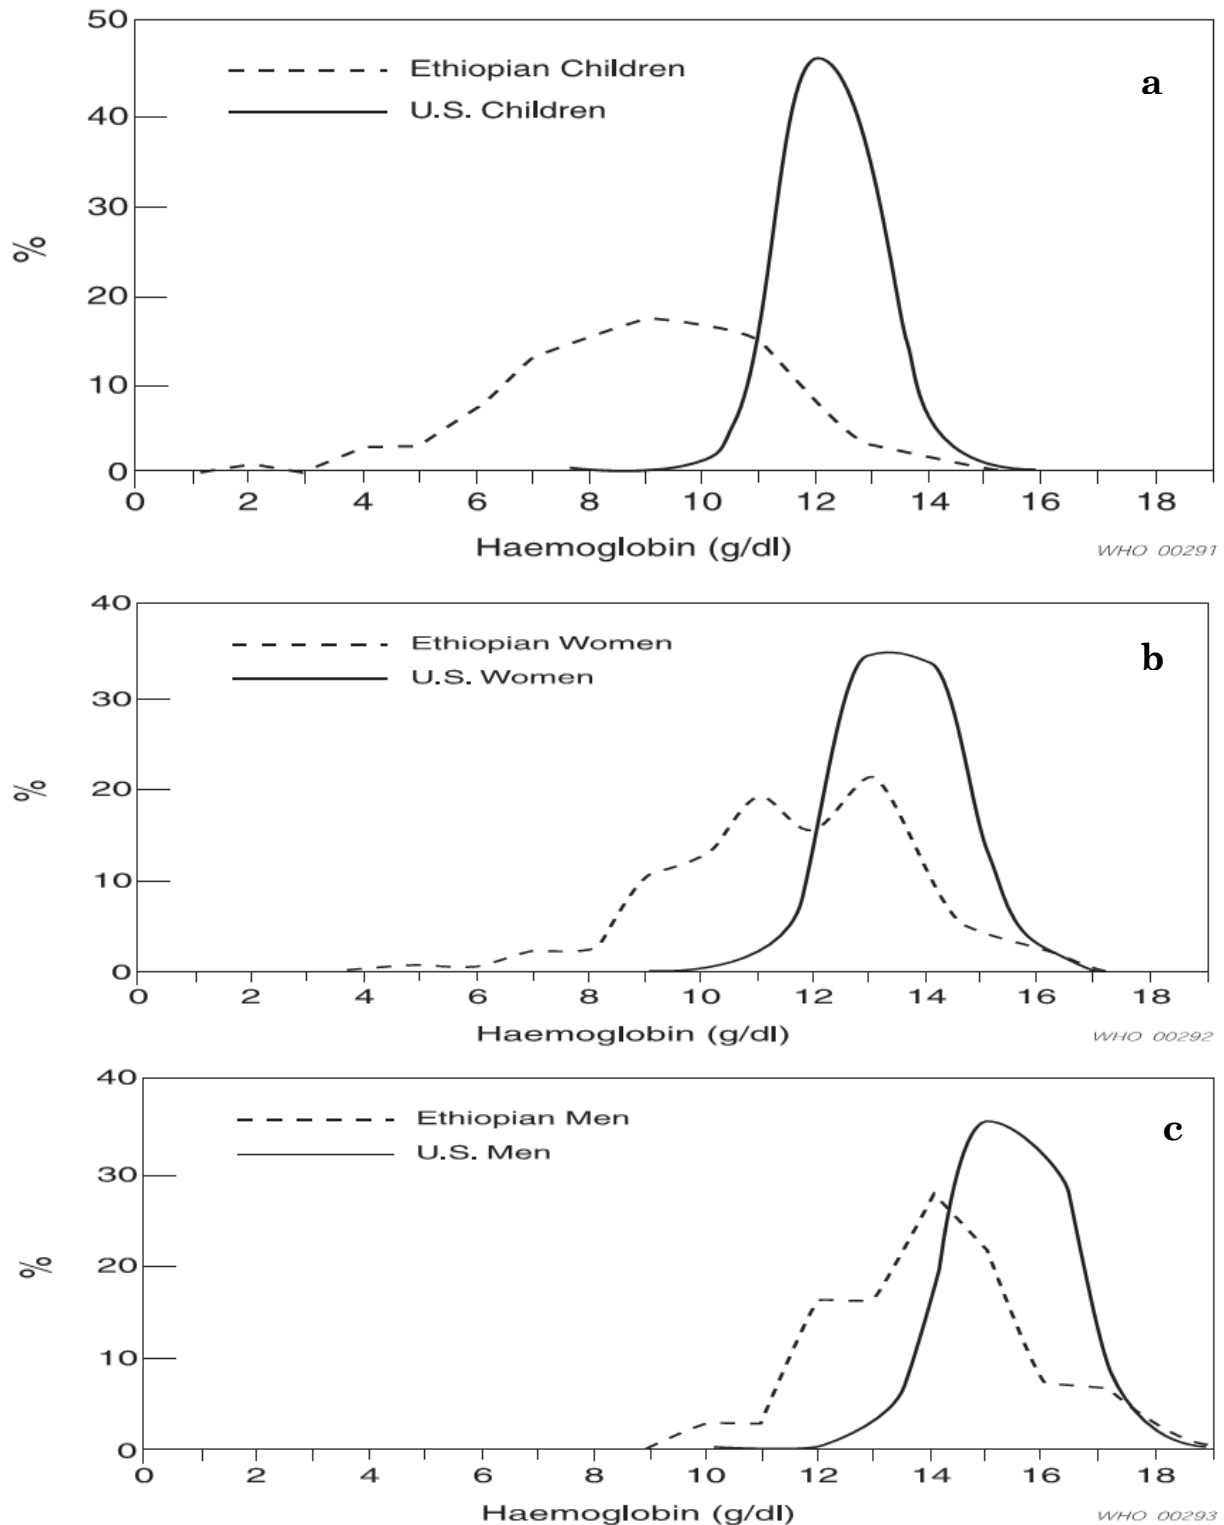 50
Ethiopian Children
a
U.S. Children
40
30
%
20
10
0
0 2 4 6 8 10 12 14 16 18
Haemoglobin (g/dl)
WHO 00291
40
Ethiopian Women
b
U.S. Women
30
%
20
10
0
0 2 4 6 8 10 12 14 16 18
Haemoglobin (g/dl)
WHO 00292
40
Ethiopian Men
c
U.S. Men
30
%
20
10
0
0 2 4 6 8 10 12 14 16 18
Haemoglobin (g/dl)
WHO 00293